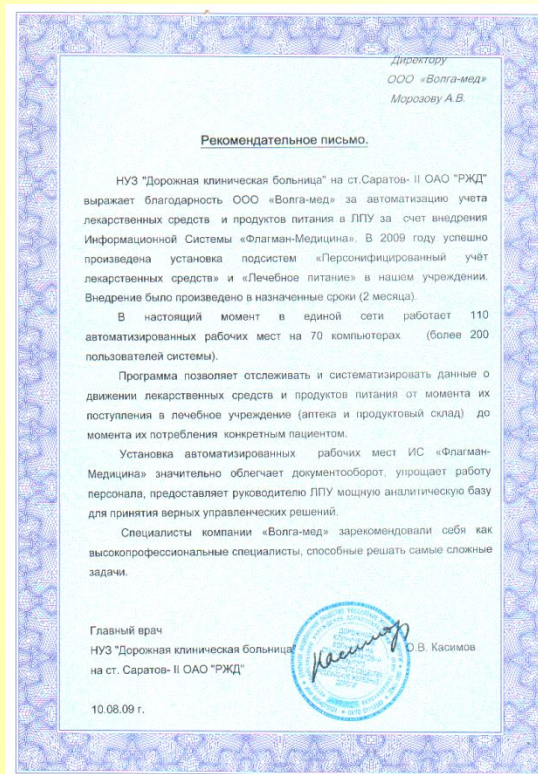 Директору
ООО «Волга-мед»
Морозову А.В.
Рекомендательное письмо.
НУЗ "Дорожная клиническая больница" на ст.Саратов- II ОАО "РЖД"
выражает благодарность ООО «Волга-мед» за автоматизацию учета
лекарственных средств и продуктов питания в ЛПУ за счет внедрения
Информационной Системы «Флагман-Медицина». В 2009 году успешно
произведена установка подсистем «Персонифицированный учёт
лекарственных средств» и «Лечебное питание» в нашем учреждении.
Внедрение было произведено в назначенные сроки (2 месяца).
В настоящий момент в единой сети работает 110
автоматизированных рабочих мест на 70 компьютерах (более 200
пользователей системы).
Программа позволяет отслеживать и систематизировать данные о
движении лекарственных средств и продуктов питания от момента их
поступления в лечебное учреждение (аптека и продуктовый склад) до
момента их потребления конкретным пациентом.
Установка автоматизированных рабочих мест ИС «Флагман-
Медицина» значительно облегчает документооборот, упрощает работу
персонала, предоставляет руководителю ЛПУ мощную аналитическую базу
для принятия верных управленческих решений.
Специалисты компании «Волга-мед» зарекомендовали себя как
высокопрофессиональные специалисты, способные решать самые сложные
задачи.
Главный врач
НУЗ "Дорожная клиническая больница" О.В. Касимов
на ст. Саратов- II ОАО "РЖД"
10.08.09 г.